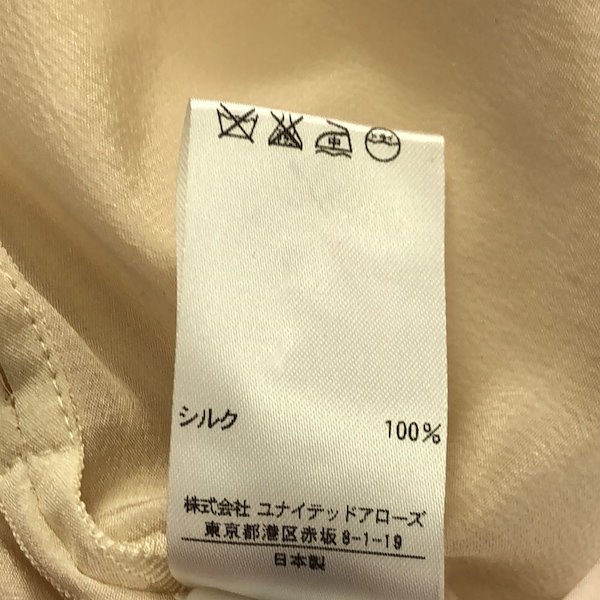 中
シルク 100%
株式会社 ユナイテッドアローズ
東京都港区赤坂8-1-19
日本製